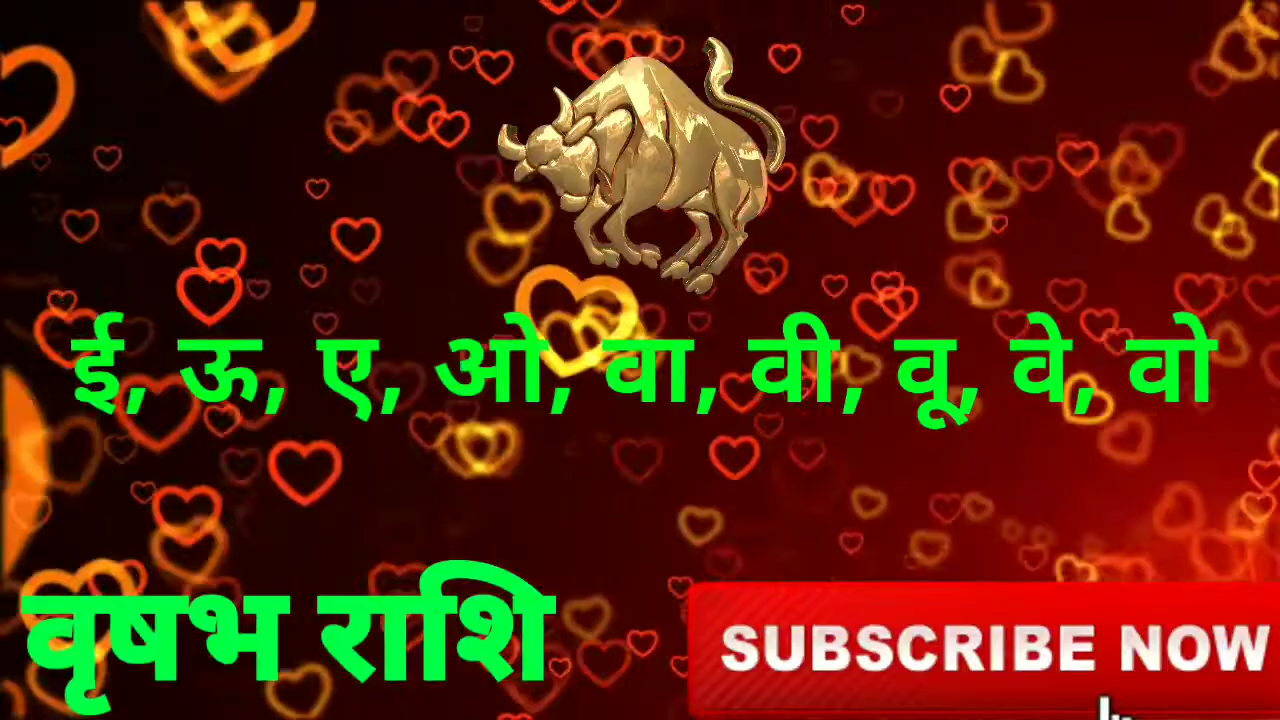 ई, ऊ, ए, ओ, वा, वी, वू, वे, वो
वृषभ राशि
SUBSCRIBE NOW